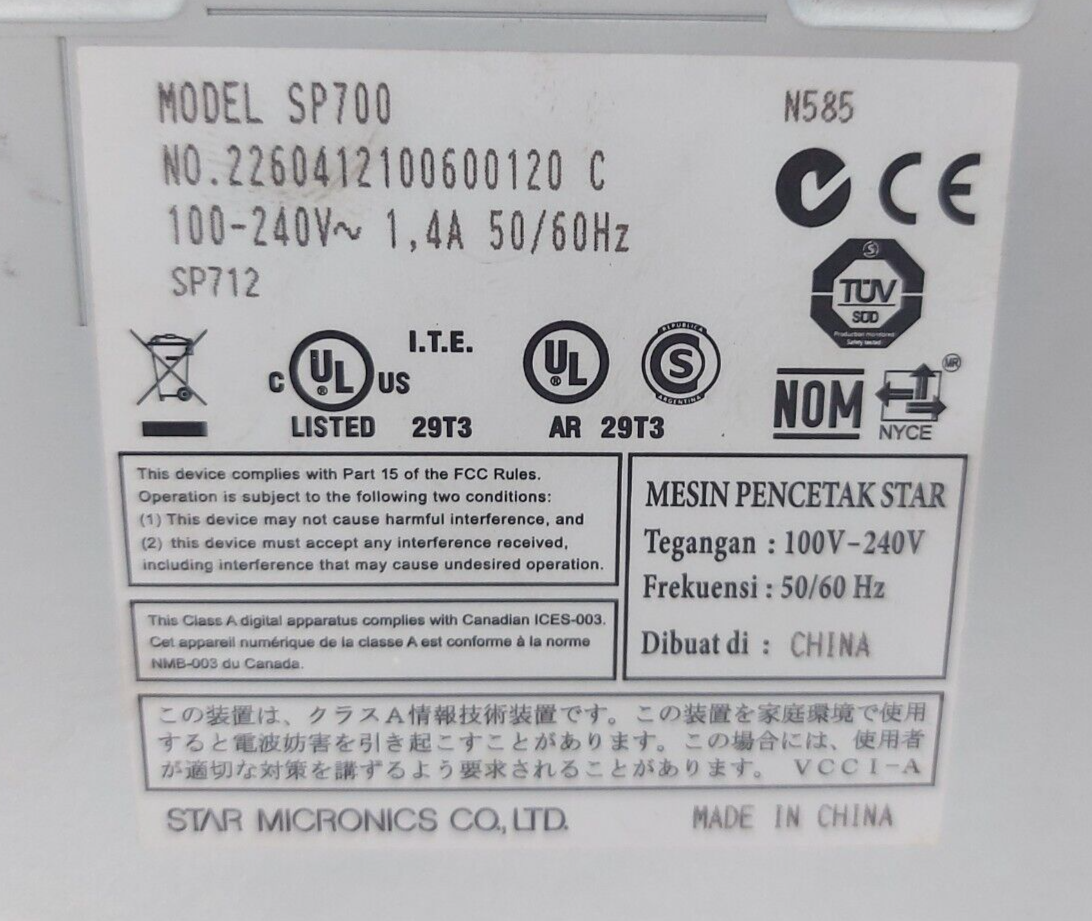 MODEL SP700
N585
NO.2260412100600120 C
100-240V~ 1,4A 50/60Hz
SP712
CE
TÜV
SÜD
Production monitored
Safety tested
C UL US I.T.E.
LISTED 29T3
UL
AR 29T3
REPUBLICA
S
ARGENTINA
NOM
MR
NYCE
This device complies with Part 15 of the FCC Rules.
Operation is subject to the following two conditions:
(1) This device may not cause harmful interference, and
(2) this device must accept any interference received,
including interference that may cause undesired operation.
This Class A digital apparatus complies with Canadian ICES-003.
Cet appareil numérique de la classe A est conforme à la norme
NMB-003 du Canada.
MESIN PENCETAK STAR
Tegangan : 100V-240V
Frekuensi : 50/60 Hz
Dibuat di : CHINA
この装置は、クラスA情報技術装置です。この装置を家庭環境で使用
すると電波妨害を引き起こすことがあります。この場合には、使用者
が適切な対策を講ずるよう要求されることがあります。 VCCI-A
STAR MICRONICS CO., LTD.
MADE IN CHINA